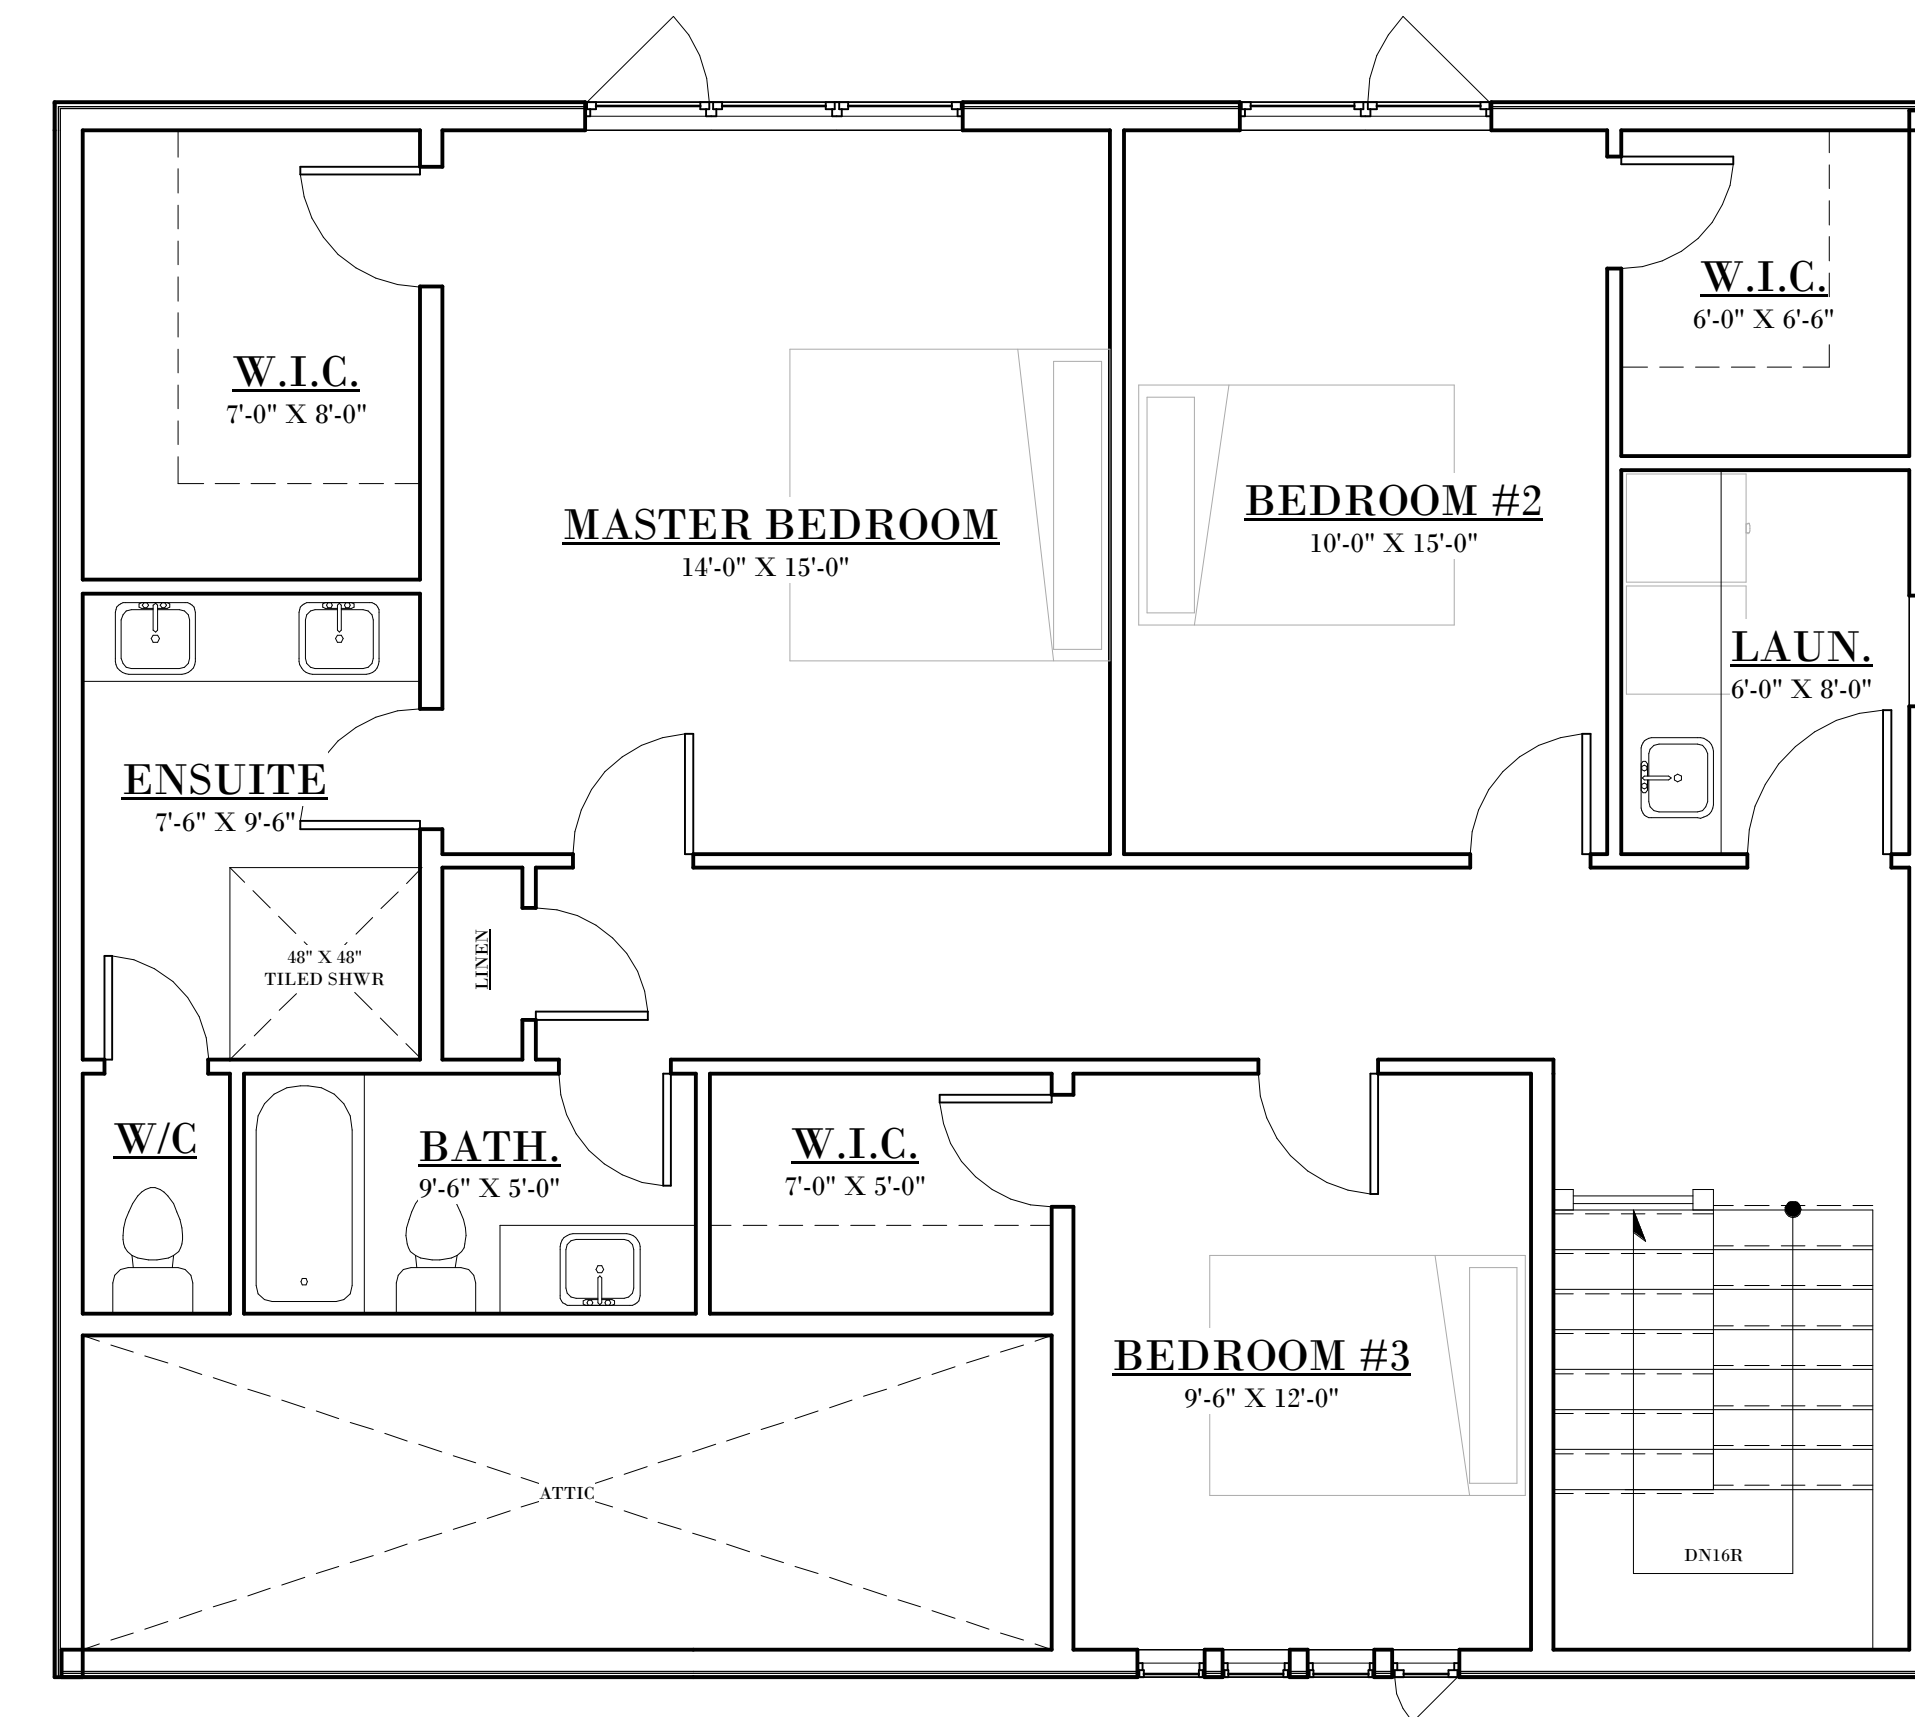 W.I.C.
6'-0" X 6'-6"
W.I.C.
7'-0" X 8'-0"
MASTER BEDROOM
14'-0" X 15'-0"
BEDROOM #2
10'-0" X 15'-0"
LAUN.
6'-0" X 8'-0"
ENSUITE
7'-6" X 9'-6"
48" X 48"
TILED SHWR
LINEN
W/C
BATH.
9'-6" X 5'-0"
W.I.C.
7'-0" X 5'-0"
BEDROOM #3
9'-6" X 12'-0"
ATTIC
DN16R